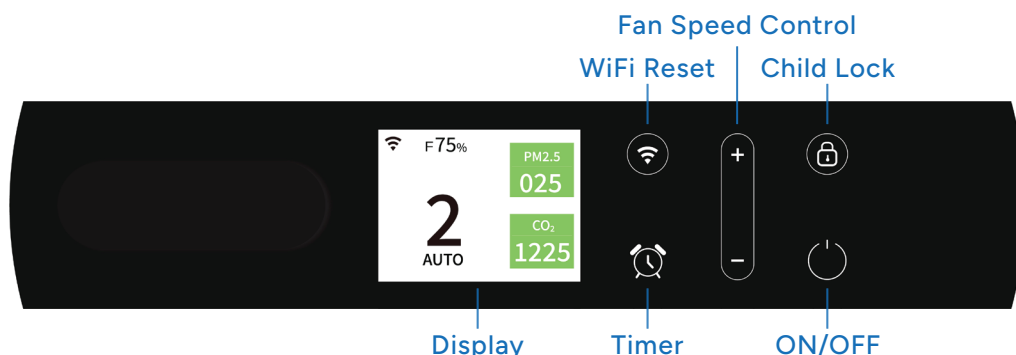 Fan Speed Control
WiFi Reset
Child Lock
F75%
PM2.5
025
2
AUTO
CO₂
1225
+
−
Display
Timer
ON/OFF